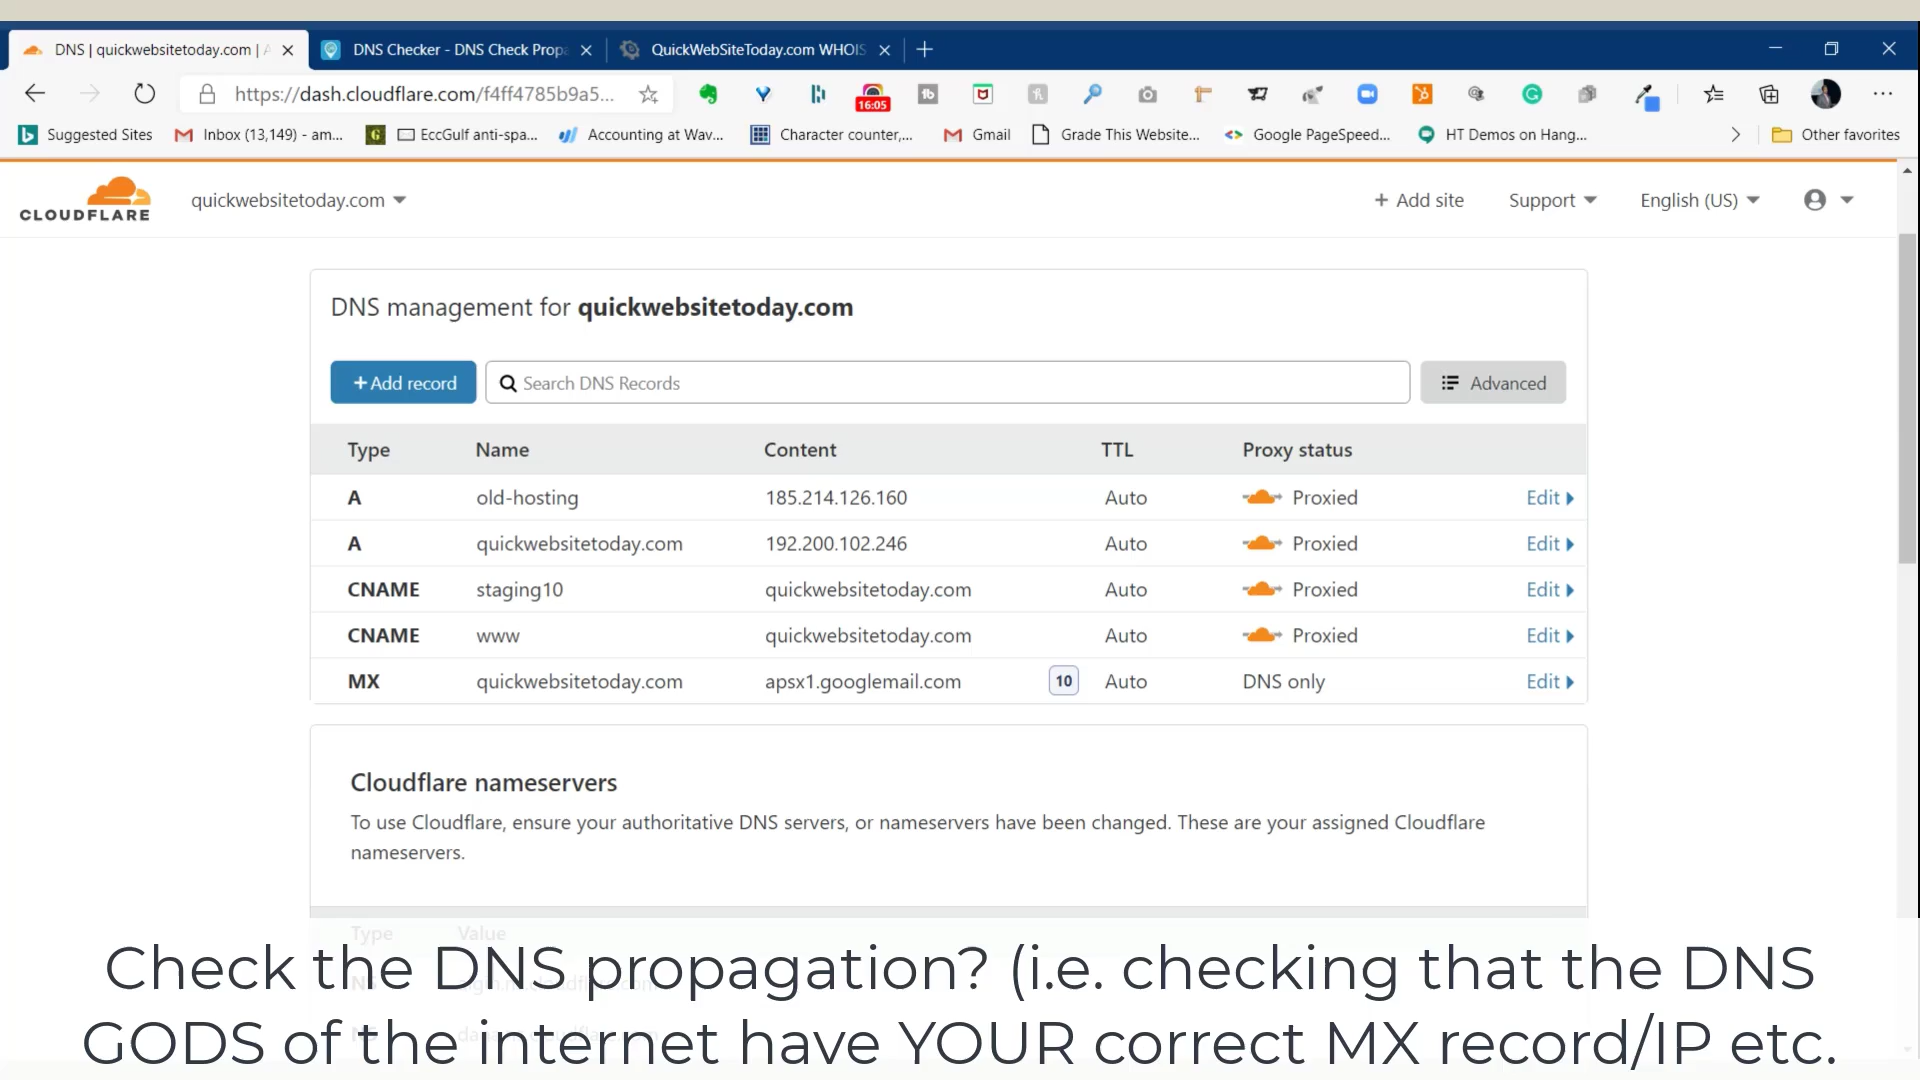 DNS | quickwebsitetoday.com |
DNS Checker - DNS Check Propa
QuickWebSiteToday.com WHOIS
https://dash.cloudflare.com/f4ff4785b9a5...
16:05
Suggested Sites
Inbox (13,149) - am...
EccGulf anti-spa...
Accounting at Wav...
Character counter,...
Gmail
Grade This Website...
Google PageSpeed...
HT Demos on Hang...
Other favorites
CLOUDFLARE
quickwebsitetoday.com
+ Add site
Support
English (US)
DNS management for quickwebsitetoday.com
+ Add record
Search DNS Records
Advanced
Type Name Content TTL Proxy status
A old-hosting 185.214.126.160 Auto Proxied Edit
A quickwebsitetoday.com 192.200.102.246 Auto Proxied Edit
CNAME staging10 quickwebsitetoday.com Auto Proxied Edit
CNAME www quickwebsitetoday.com Auto Proxied Edit
MX quickwebsitetoday.com apsx1.googlemail.com 10 Auto DNS only Edit
Cloudflare nameservers
To use Cloudflare, ensure your authoritative DNS servers, or nameservers have been changed. These are your assigned Cloudflare
nameservers.
Type Value
Check the DNS propagation? (i.e. checking that the DNS
GODS of the internet have YOUR correct MX record/IP etc.